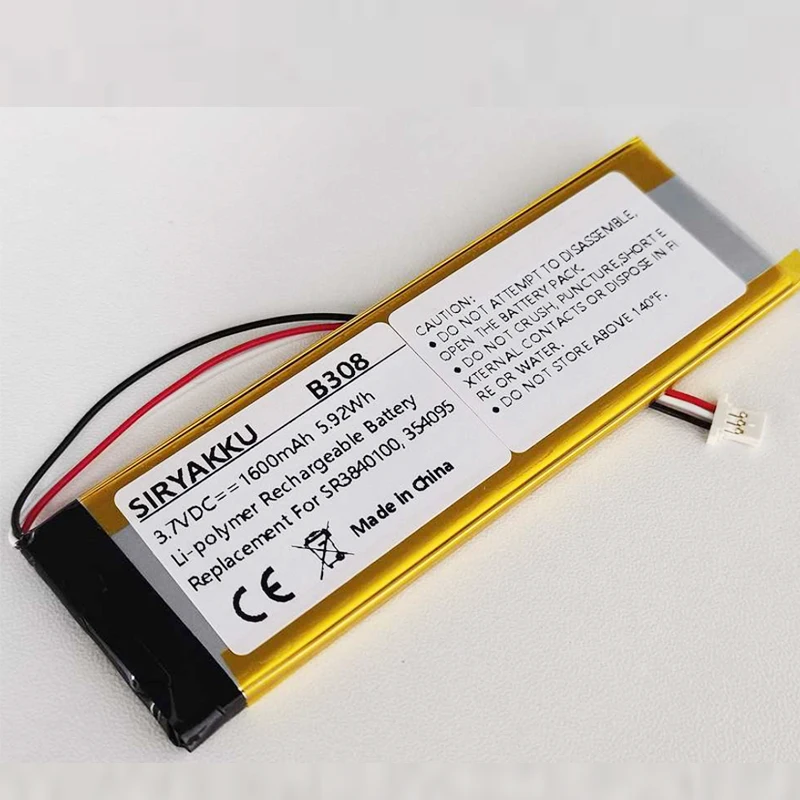 SIRYAKKU B308
3.7VDC== 1600mAh 5.92Wh
Li-polymer Rechargeable Battery
Replacement For SR3840100, 354095
CE Made in China
CAUTION:
● DO NOT ATTEMPT TO DISASSEMBLE,
OPEN THE BATTERY PACK.
● DO NOT CRUSH, PUNCTURE,SHORT E
XTERNAL CONTACTS OR DISPOSE IN FI
RE OR WATER.
● DO NOT STORE ABOVE 140°F.